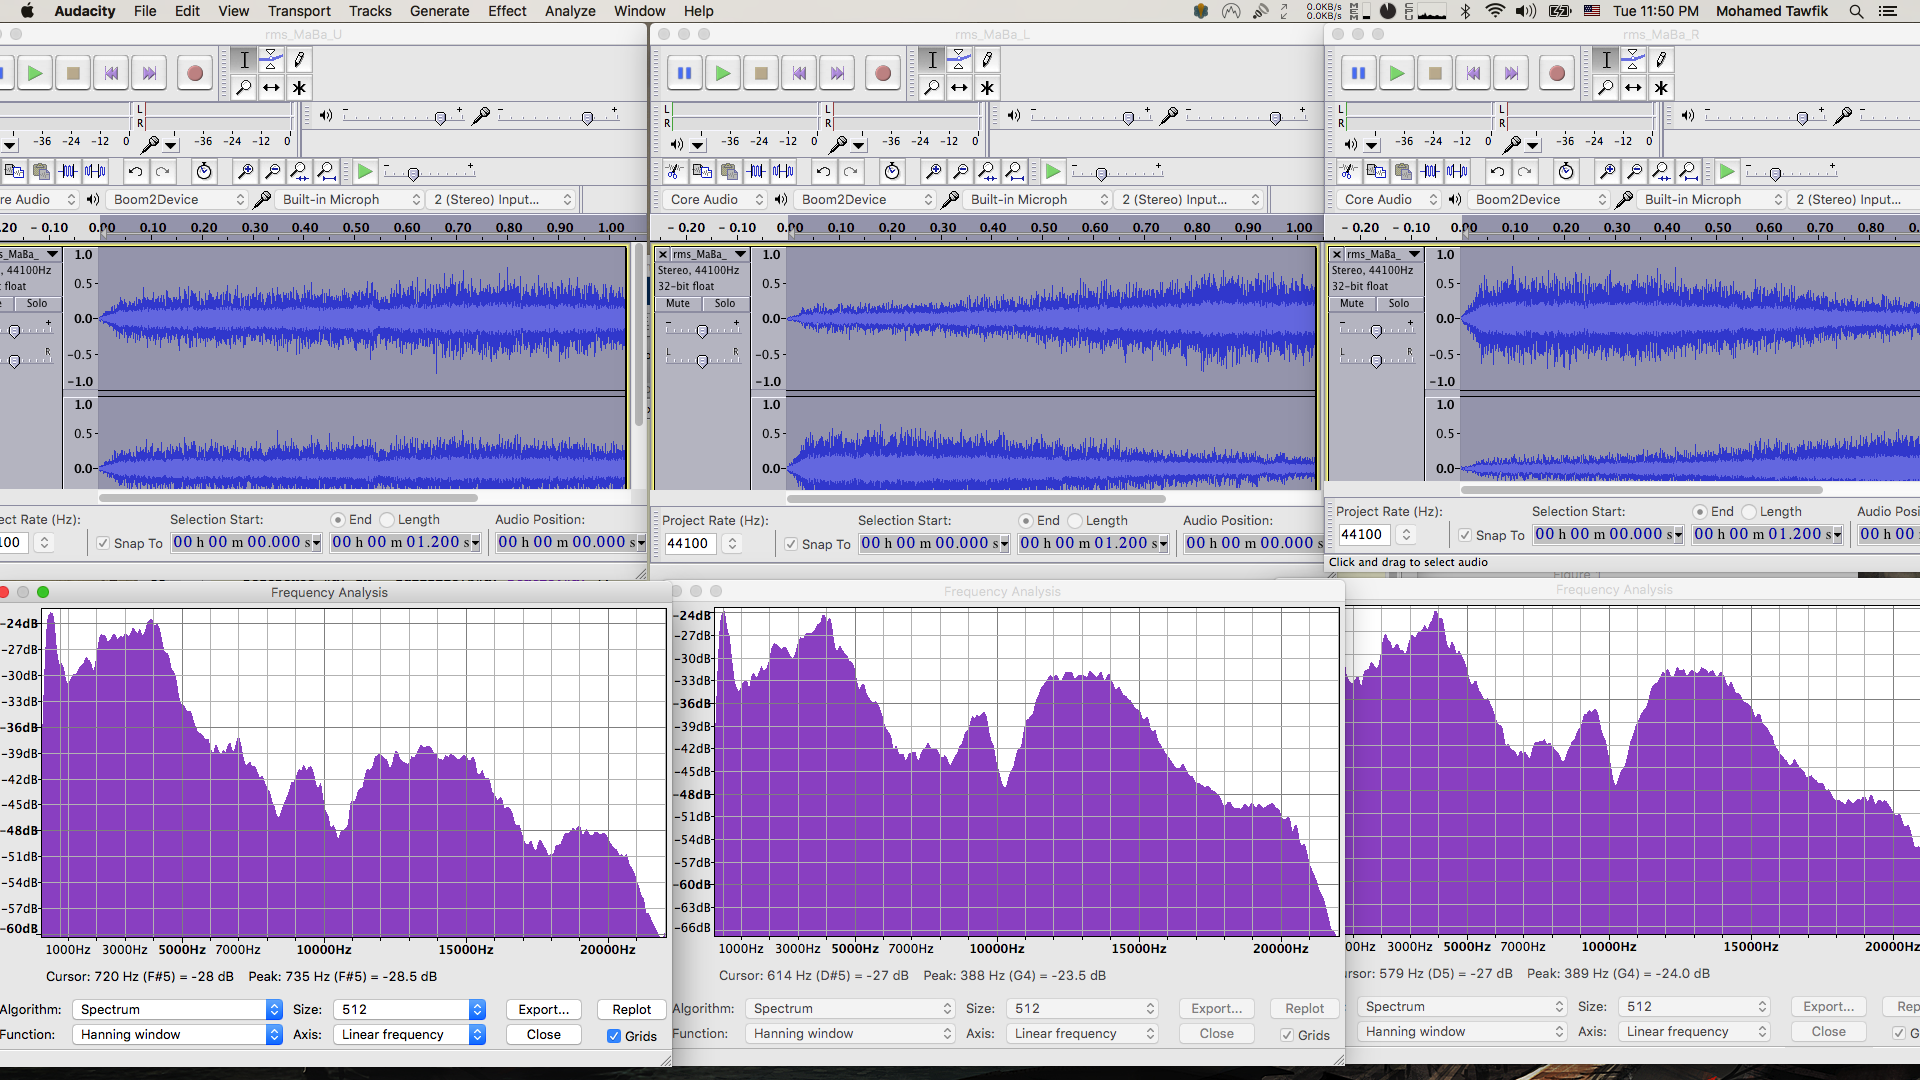 Audacity File Edit View Transport Tracks Generate Effect Analyze Window Help 0.0KB/s 0.0KB/s Tue 11:50 PM Mohamed Tawfik
rms_MaBa_U
L
R
-36 -24 -12 0 -36 -24 -12 0
re Audio Boom2Device Built-in Microph 2 (Stereo) Input...
.20 - 0.10 0.00 0.10 0.20 0.30 0.40 0.50 0.60 0.70 0.80 0.90 1.00
s_MaBa_ 1.0
, 44100Hz
t float 0.5
Solo
0.0
R
-0.5
-1.0
1.0
0.5
0.0
ect Rate (Hz): Selection Start: End Length Audio Position:
100 Snap To 00 h 00 m 00.000 s 00 h 00 m 01.200 s 00 h 00 m 00.000 s
rms_MaBa_L
L
R
-36 -24 -12 0 -36 -24 -12 0
Core Audio Boom2Device Built-in Microph 2 (Stereo) Input...
- 0.20 - 0.10 0.00 0.10 0.20 0.30 0.40 0.50 0.60 0.70 0.80 0.90 1.00
rms_MaBa_ 1.0
Stereo, 44100Hz
32-bit float 0.5
Mute Solo
0.0
L R
-0.5
-1.0
1.0
0.5
0.0
Project Rate (Hz): Selection Start: End Length Audio Position:
44100 Snap To 00 h 00 m 00.000 s 00 h 00 m 01.200 s 00 h 00 m 00.000 s
rms_MaBa_R
L
R
-36 -24 -12 0 -36 -24 -12 0
Core Audio Boom2Device Built-in Microph 2 (Stereo) Input...
- 0.20 - 0.10 0.00 0.10 0.20 0.30 0.40 0.50 0.60 0.70 0.80 0.
rms_MaBa_ 1.0
Stereo, 44100Hz
32-bit float 0.5
Mute Solo
0.0
L R
-0.5
-1.0
1.0
0.5
0.0
Project Rate (Hz): Selection Start: End Length Audio Posi
44100 Snap To 00 h 00 m 00.000 s 00 h 00 m 01.200 s 00 h 00
Click and drag to select audio
Figure
Frequency Analysis
-24dB
-27dB
-30dB
-33dB
-36dB
-39dB
-42dB
-45dB
-48dB
-51dB
-54dB
-57dB
-60dB
1000Hz 3000Hz 5000Hz 7000Hz 10000Hz 15000Hz 20000Hz
Cursor: 720 Hz (F#5) = -28 dB Peak: 735 Hz (F#5) = -28.5 dB
Algorithm: Spectrum Size: 512 Export... Replot
Function: Hanning window Axis: Linear frequency Close Grids
Frequency Analysis
-24dB
-27dB
-30dB
-33dB
-36dB
-39dB
-42dB
-45dB
-48dB
-51dB
-54dB
-57dB
-60dB
-63dB
-66dB
1000Hz 3000Hz 5000Hz 7000Hz 10000Hz 15000Hz 20000Hz
Cursor: 614 Hz (D#5) = -27 dB Peak: 388 Hz (G4) = -23.5 dB
Algorithm: Spectrum Size: 512 Export... Replot
Function: Hanning window Axis: Linear frequency Close Grids
Frequency Analysis
00Hz 3000Hz 5000Hz 7000Hz 10000Hz 15000Hz 20000Hz
ursor: 579 Hz (D5) = -27 dB Peak: 389 Hz (G4) = -24.0 dB
Spectrum Size: 512 Export... Rep
Hanning window Axis: Linear frequency Close G